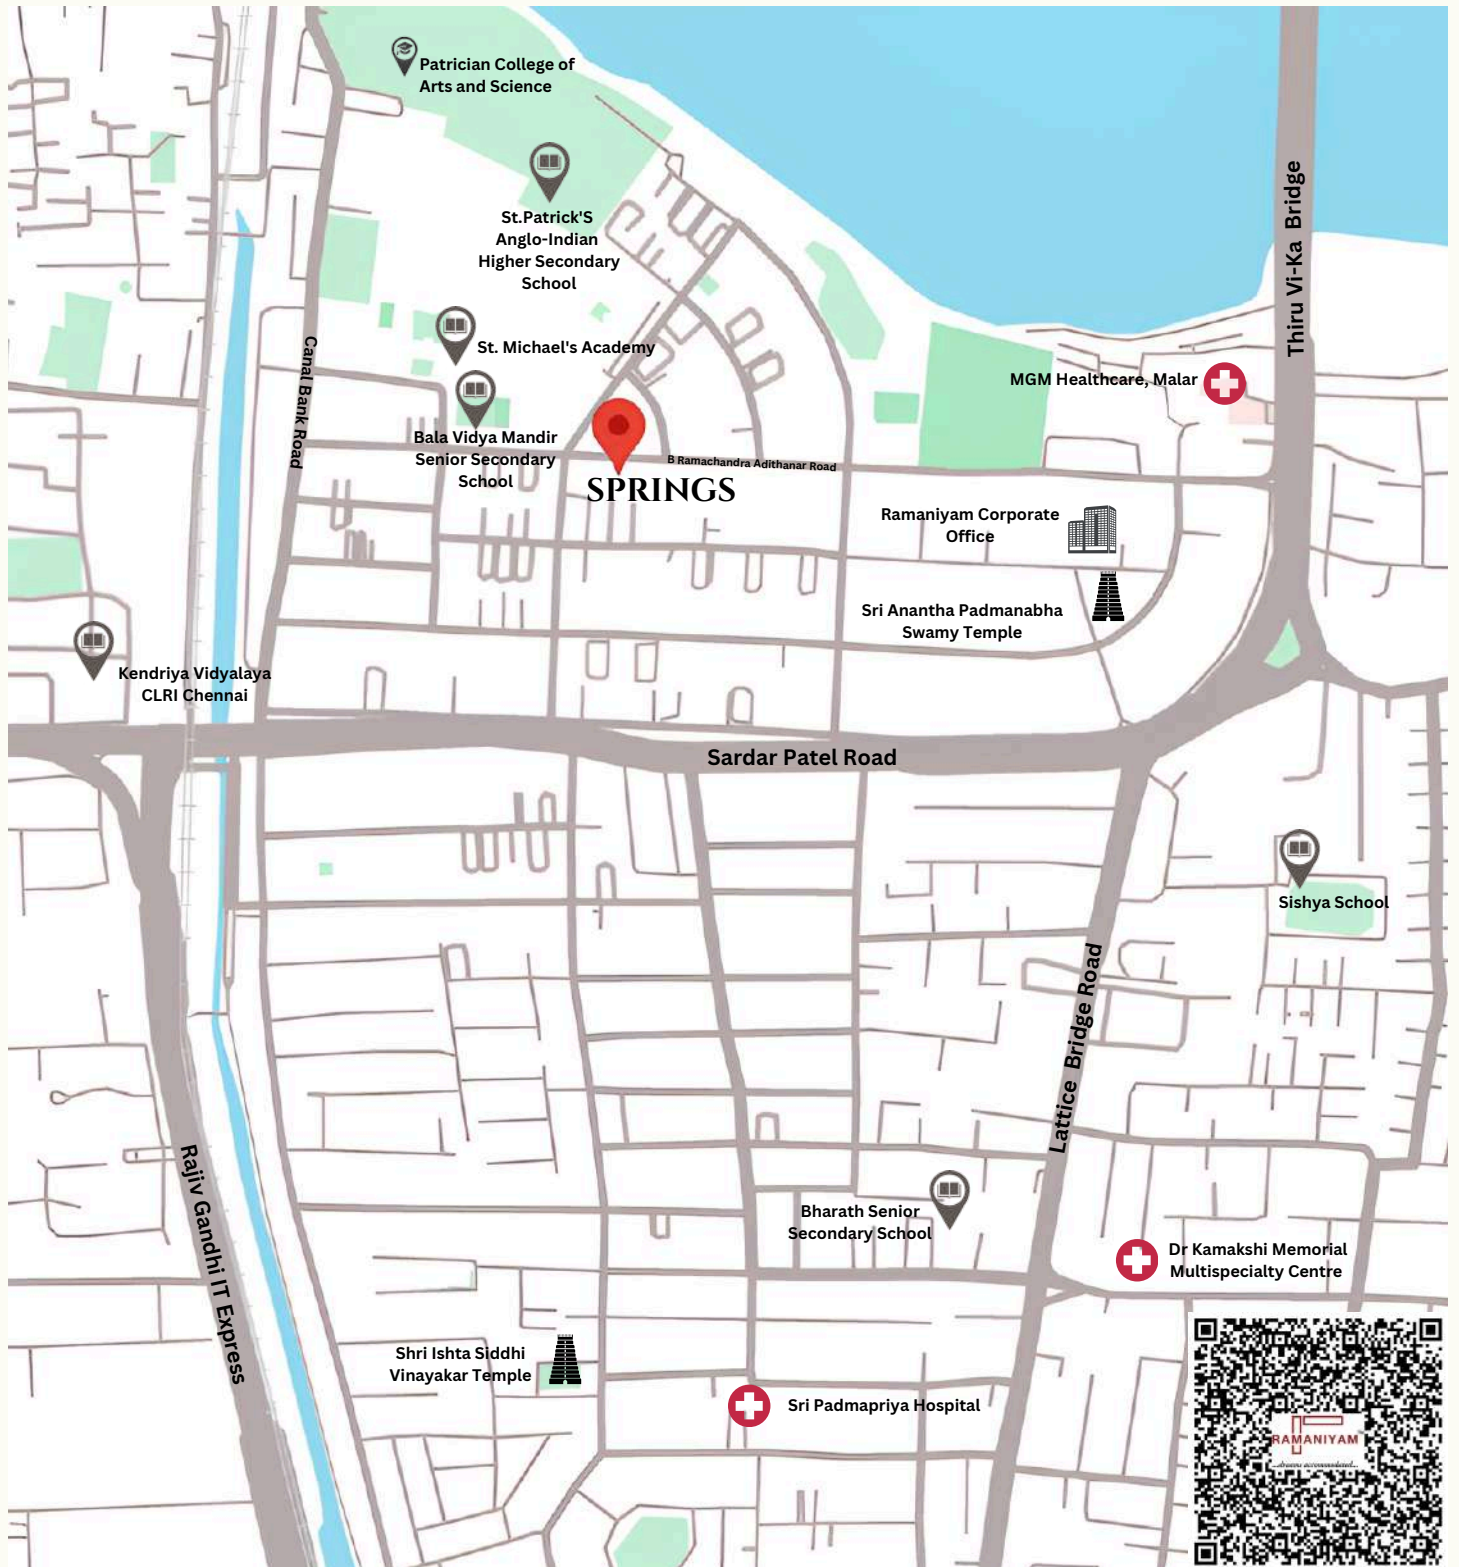 Patrician College of
Arts and Science
St.Patrick'S
Anglo-Indian
Higher Secondary
School
Thiru Vi-Ka Bridge
St. Michael's Academy
Canal Bank Road
MGM Healthcare, Malar
Bala Vidya Mandir
Senior Secondary
School
B Ramachandra Adithanar Road
SPRINGS
Ramaniyam Corporate
Office
Sri Anantha Padmanabha
Swamy Temple
Kendriya Vidyalaya
CLRI Chennai
Sardar Patel Road
Sishya School
Lattice Bridge Road
Rajiv Gandhi IT Express
Bharath Senior
Secondary School
Dr Kamakshi Memorial
Multispecialty Centre
Shri Ishta Siddhi
Vinayakar Temple
Sri Padmapriya Hospital
RAMANIYAM
...dreams accommodated...